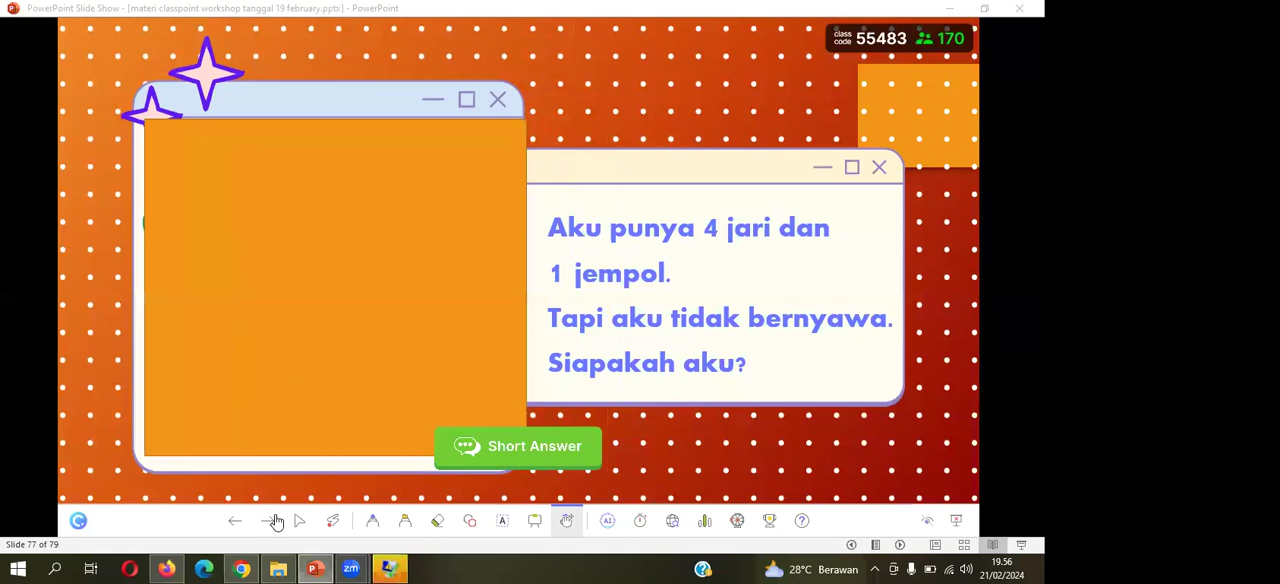 PowerPoint Slide Show - [materi classpoint workshop tanggal 19 february.pptx] - PowerPoint
class code 55483 170
Aku punya 4 jari dan
1 jempol.
Tapi aku tidak bernyawa.
Siapakah aku?
Short Answer
A
AI
?
Slide 77 of 79
zm
?
28°C Berawan
19.56
21/02/2024